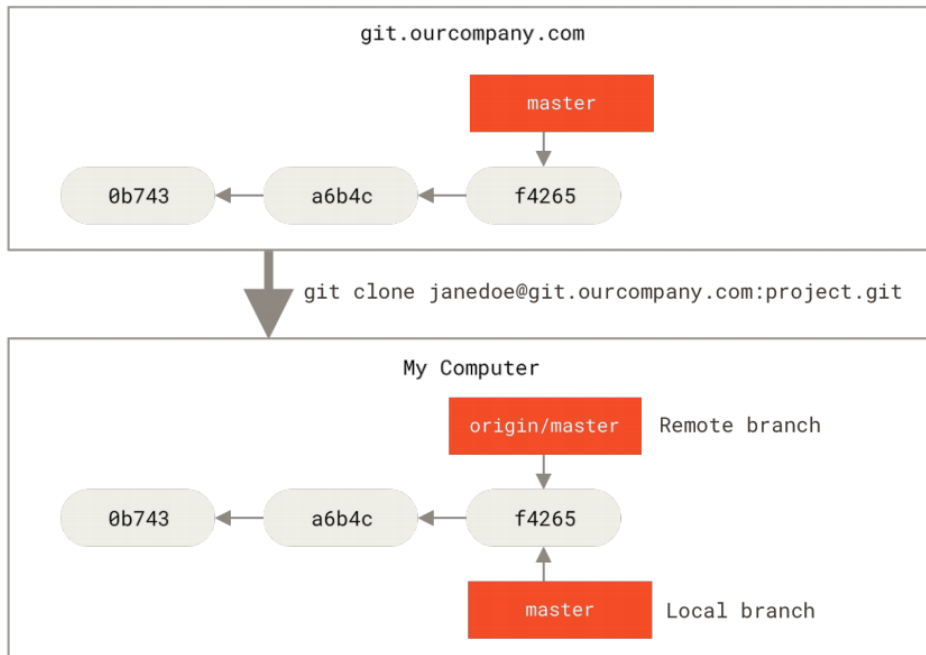 git.ourcompany.com
master
0b743 a6b4c f4265
git clone janedoe@git.ourcompany.com:project.git
My Computer
origin/master Remote branch
0b743 a6b4c f4265
master Local branch